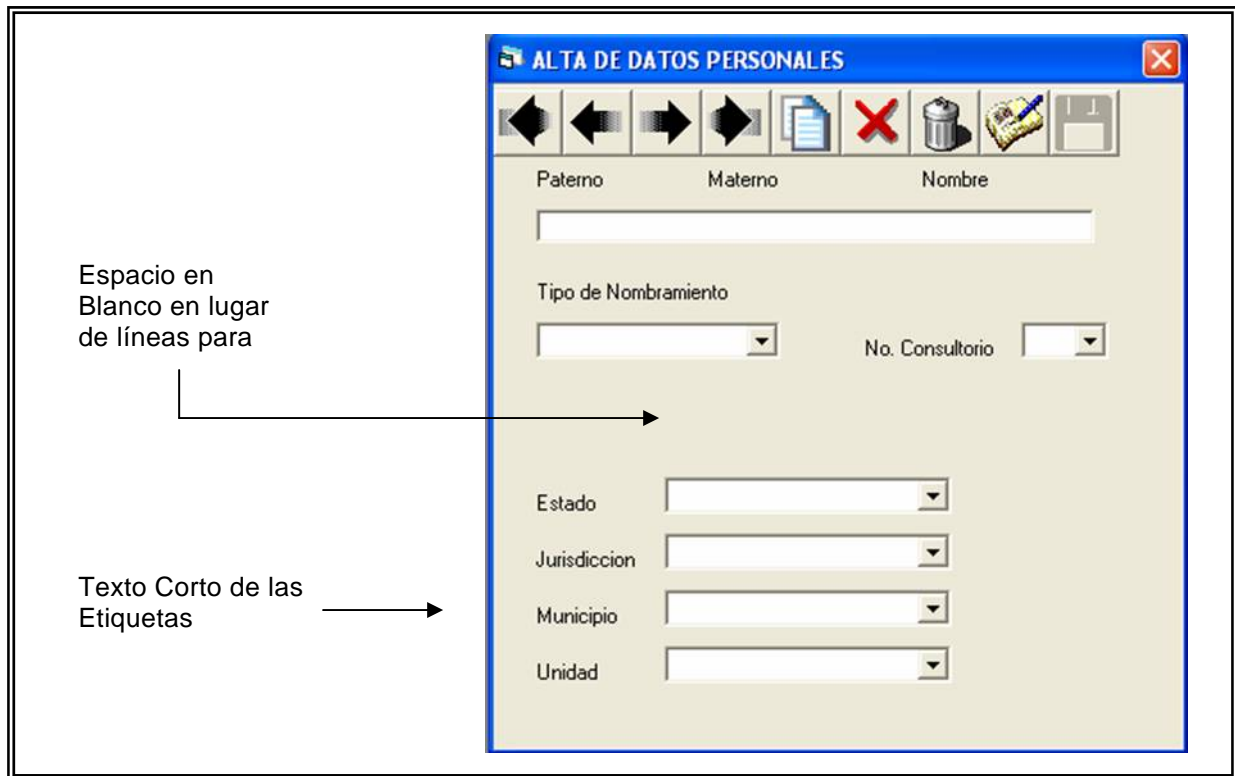 ALTA DE DATOS PERSONALES
Paterno Materno Nombre
Espacio en
Blanco en lugar
de líneas para
Tipo de Nombramiento
No. Consultorio
Estado
Jurisdiccion
Texto Corto de las
Etiquetas
Municipio
Unidad